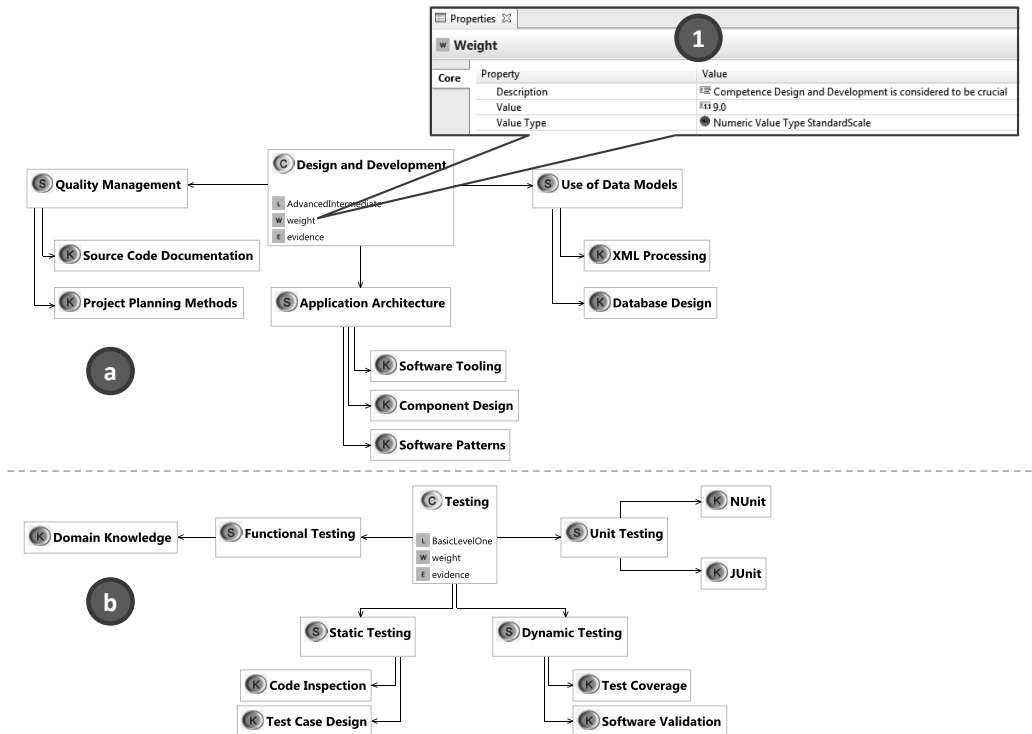 Properties
1
W Weight
Core
Property Value
Description Competence Design and Development is considered to be crucial
Value 9.0
Value Type Numeric Value Type StandardScale
C Design and Development
L AdvancedIntermediate
W weight
E evidence
S Quality Management
K Source Code Documentation
K Project Planning Methods
S Use of Data Models
K XML Processing
K Database Design
S Application Architecture
K Software Tooling
K Component Design
K Software Patterns
a
C Testing
L BasicLevelOne
W weight
E evidence
K Domain Knowledge
S Functional Testing
S Unit Testing
K NUnit
K JUnit
b
S Static Testing
K Code Inspection
K Test Case Design
S Dynamic Testing
K Test Coverage
K Software Validation